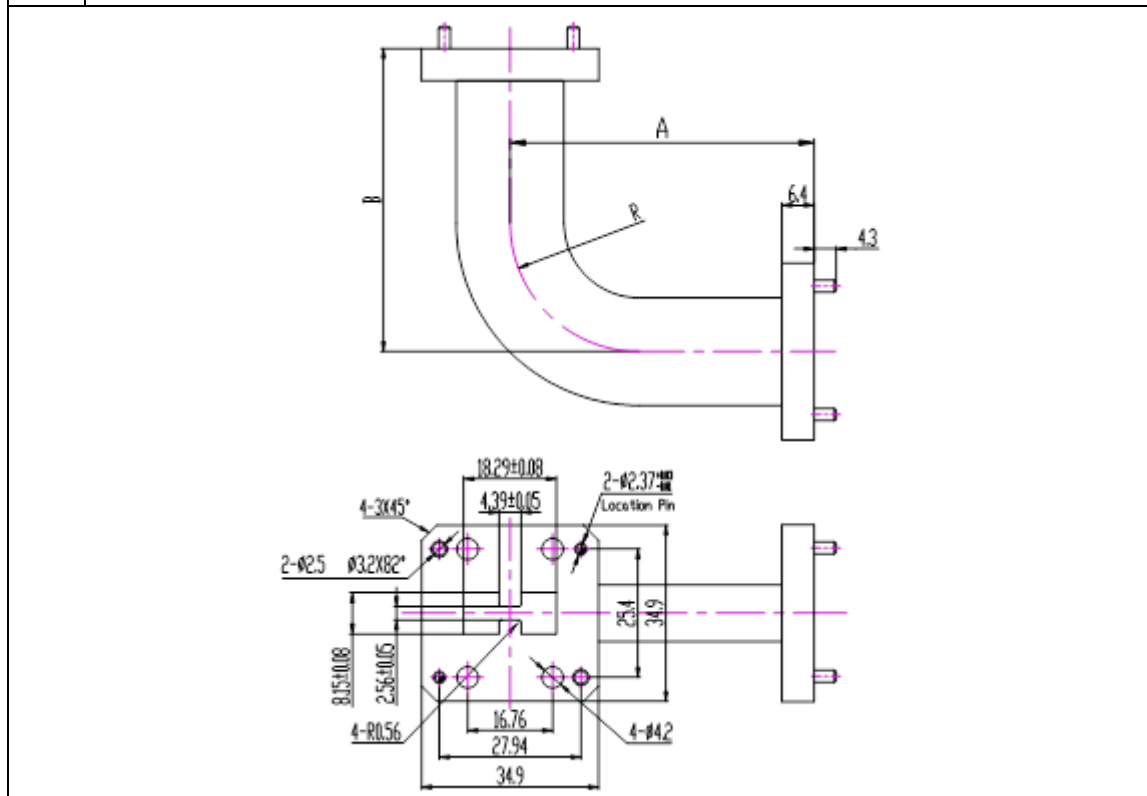 A
B
6.4
R
4.3
18.29±0.08
4.39±0.05
2-Ø2.37
Location Pin
4-3X45°
2-Ø2.5 Ø3.2X82°
25.4
34.9
8.15±0.08
2.56±0.05
4-R0.56
16.76
4-Ø4.2
27.94
34.9